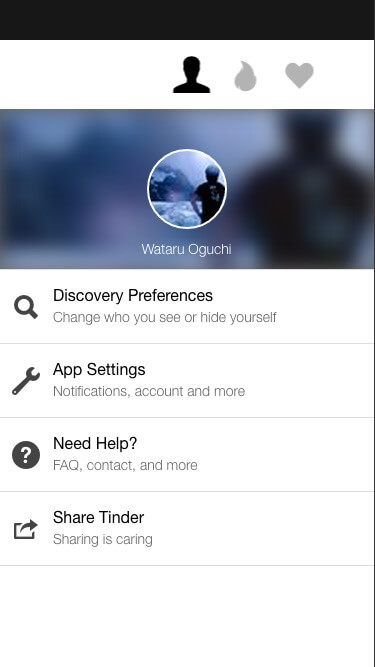 Wataru Oguchi
Discovery Preferences
Change who you see or hide yourself
App Settings
Notifications, account and more
Need Help?
FAQ, contact, and more
Share Tinder
Sharing is caring